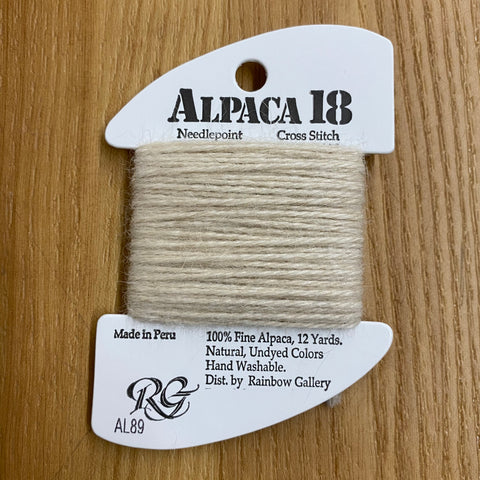 ALPACA 18
Needlepoint Cross Stitch
Made in Peru
100% Fine Alpaca, 12 Yards.
Natural, Undyed Colors
Hand Washable.
Dist. by Rainbow Gallery
RG
AL89